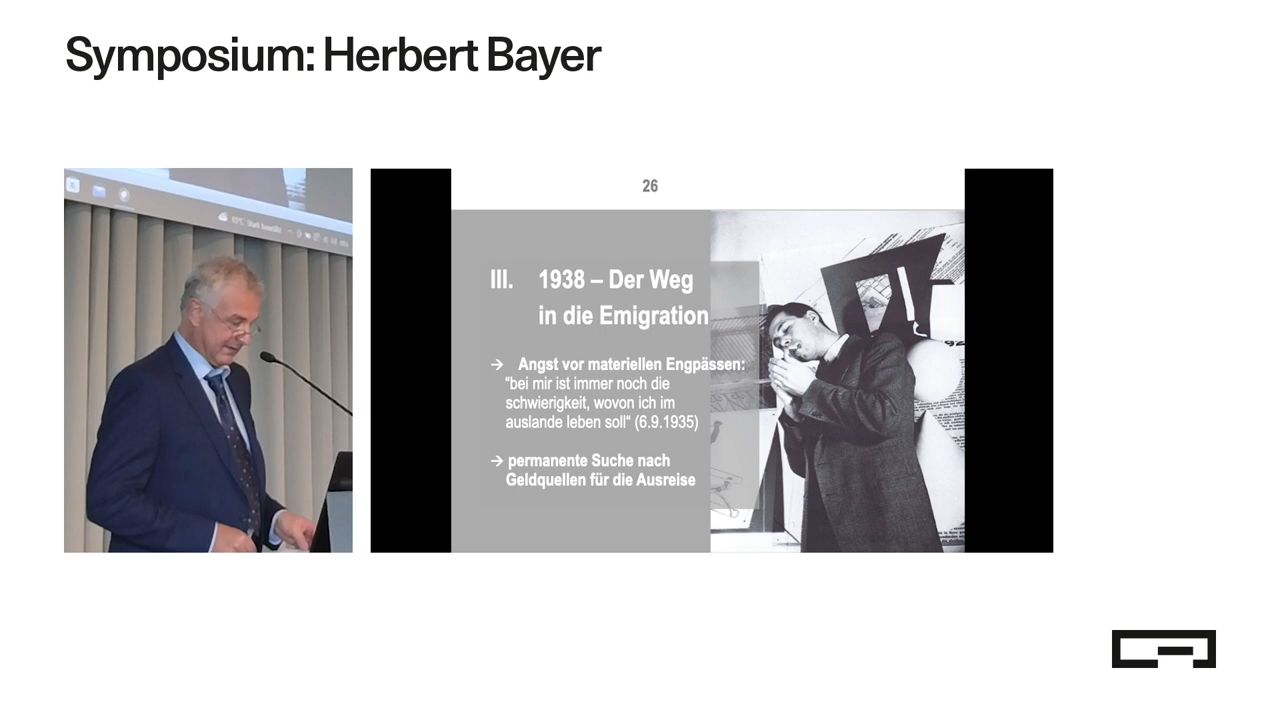 Symposium: Herbert Bayer
26
III. 1938 – Der Weg
in die Emigration
→ Angst vor materiellen Engpässen:
“bei mir ist immer noch die
schwierigkeit, wovon ich im
auslande leben soll“ (6.9.1935)
→ permanente Suche nach
Geldquellen für die Ausreise